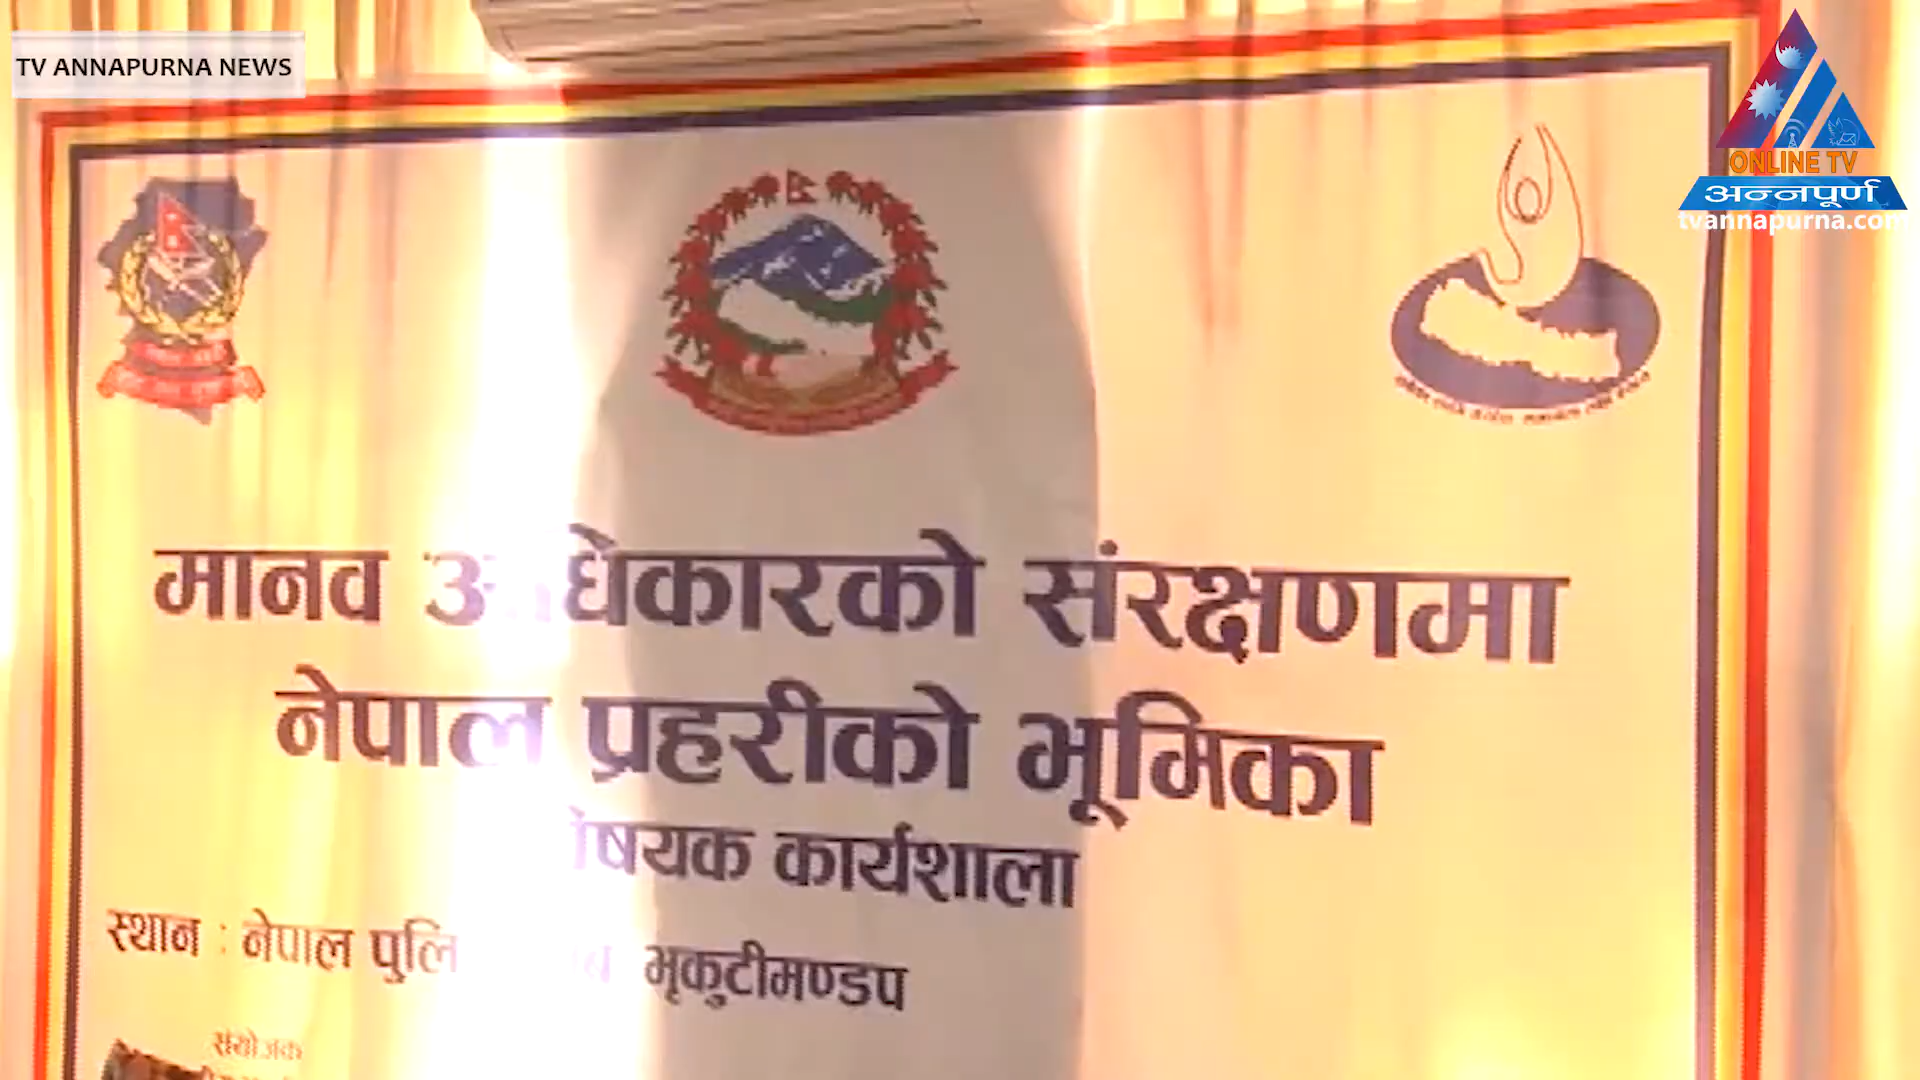 TV ANNAPURNA NEWS
ONLINE TV
अन्नपूर्ण
tvannapurna.com
मानव अधिकारको संरक्षणमा
नेपाल प्रहरीको भूमिका
विषयक कार्यशाला
स्थान : नेपाल भृकुटीमण्डप
संयोजक